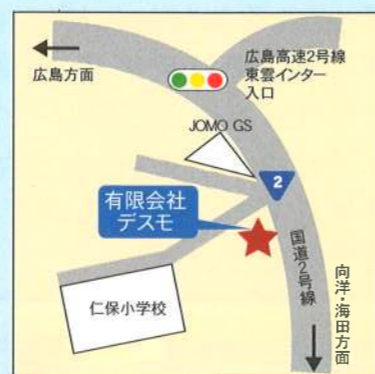 広島方面
広島高速2号線
東雲インター
入口
JOMO GS
2
有限会社
デスモ
国道2号線
仁保小学校
向洋・海田方面